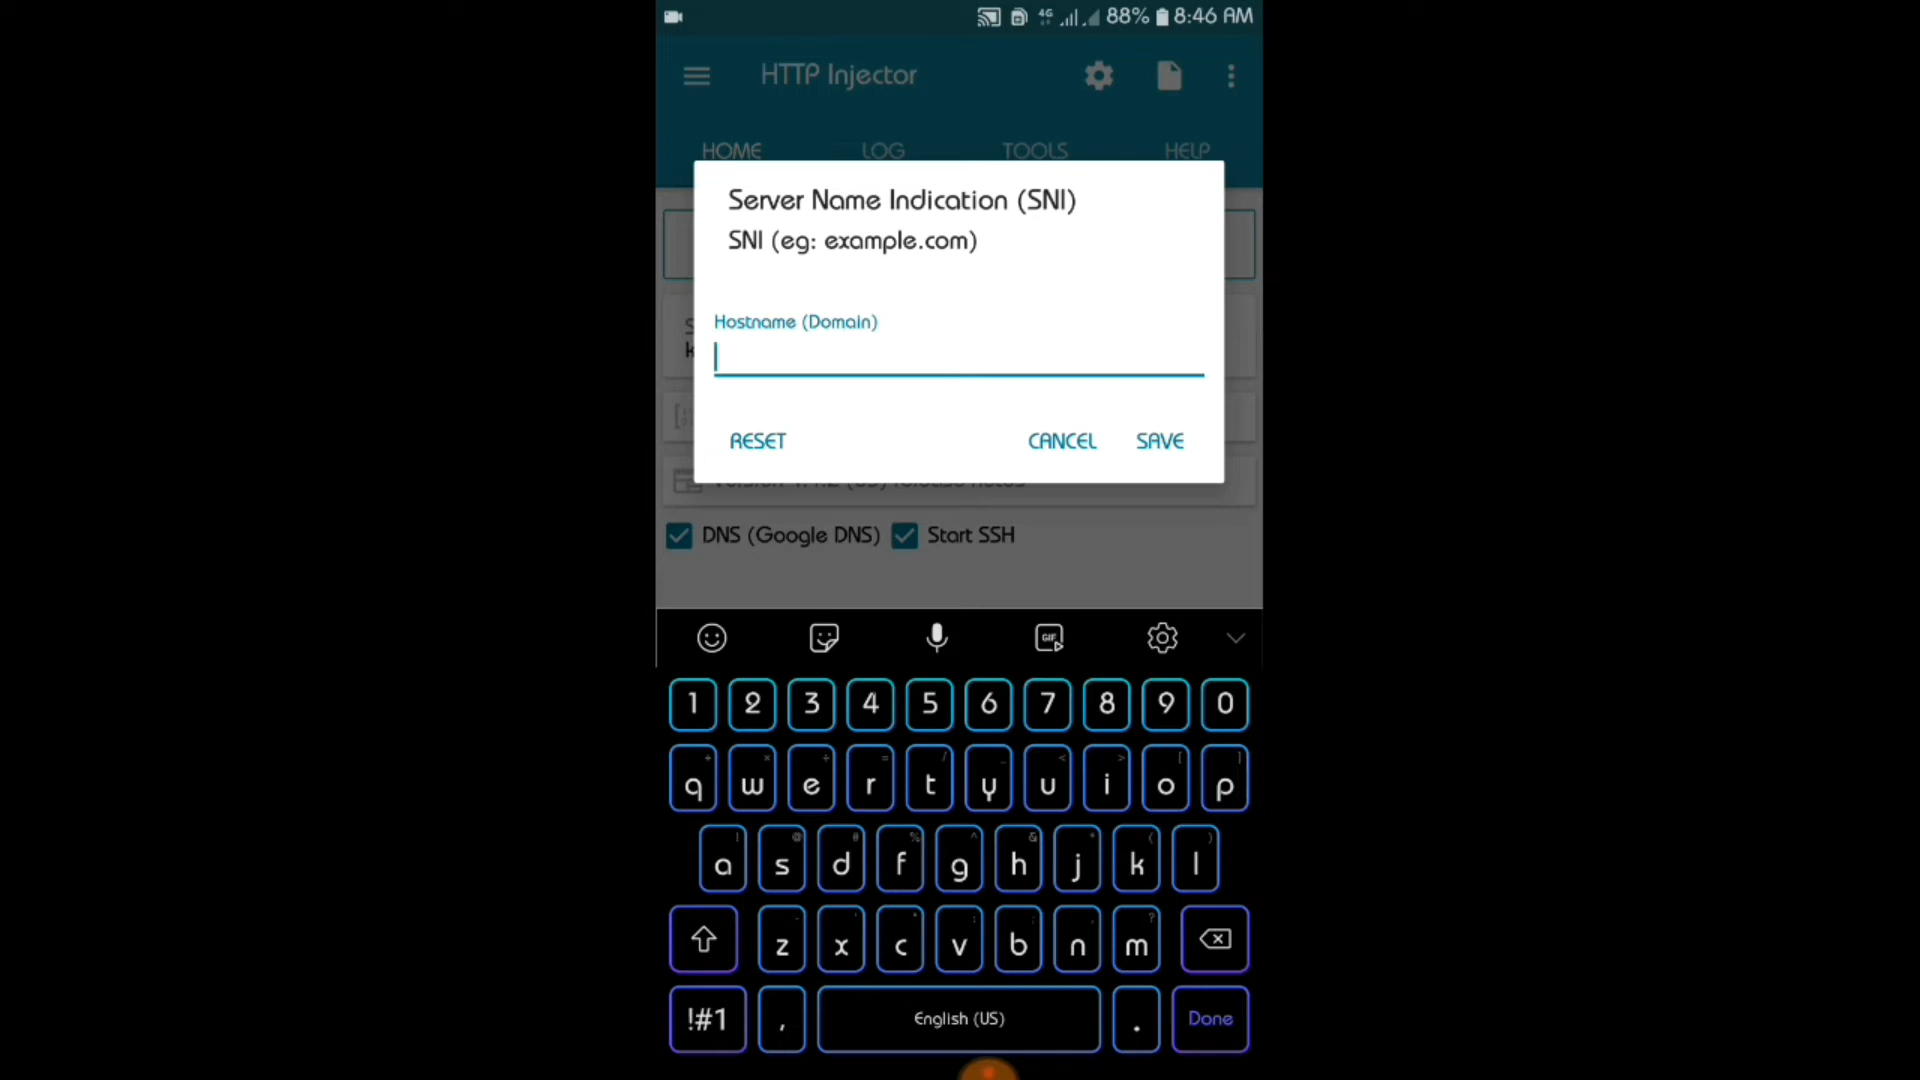 88% 8:46 AM
HTTP Injector
HOME LOG TOOLS HELP
Server Name Indication (SNI)
SNI (eg: example.com)
Hostname (Domain)
RESET CANCEL SAVE
DNS (Google DNS) Start SSH
GIF
1 2 3 4 5 6 7 8 9 0
q w e r t y u i o p
a s d f g h j k l
z x c v b n m
!#1 , English (US) . Done